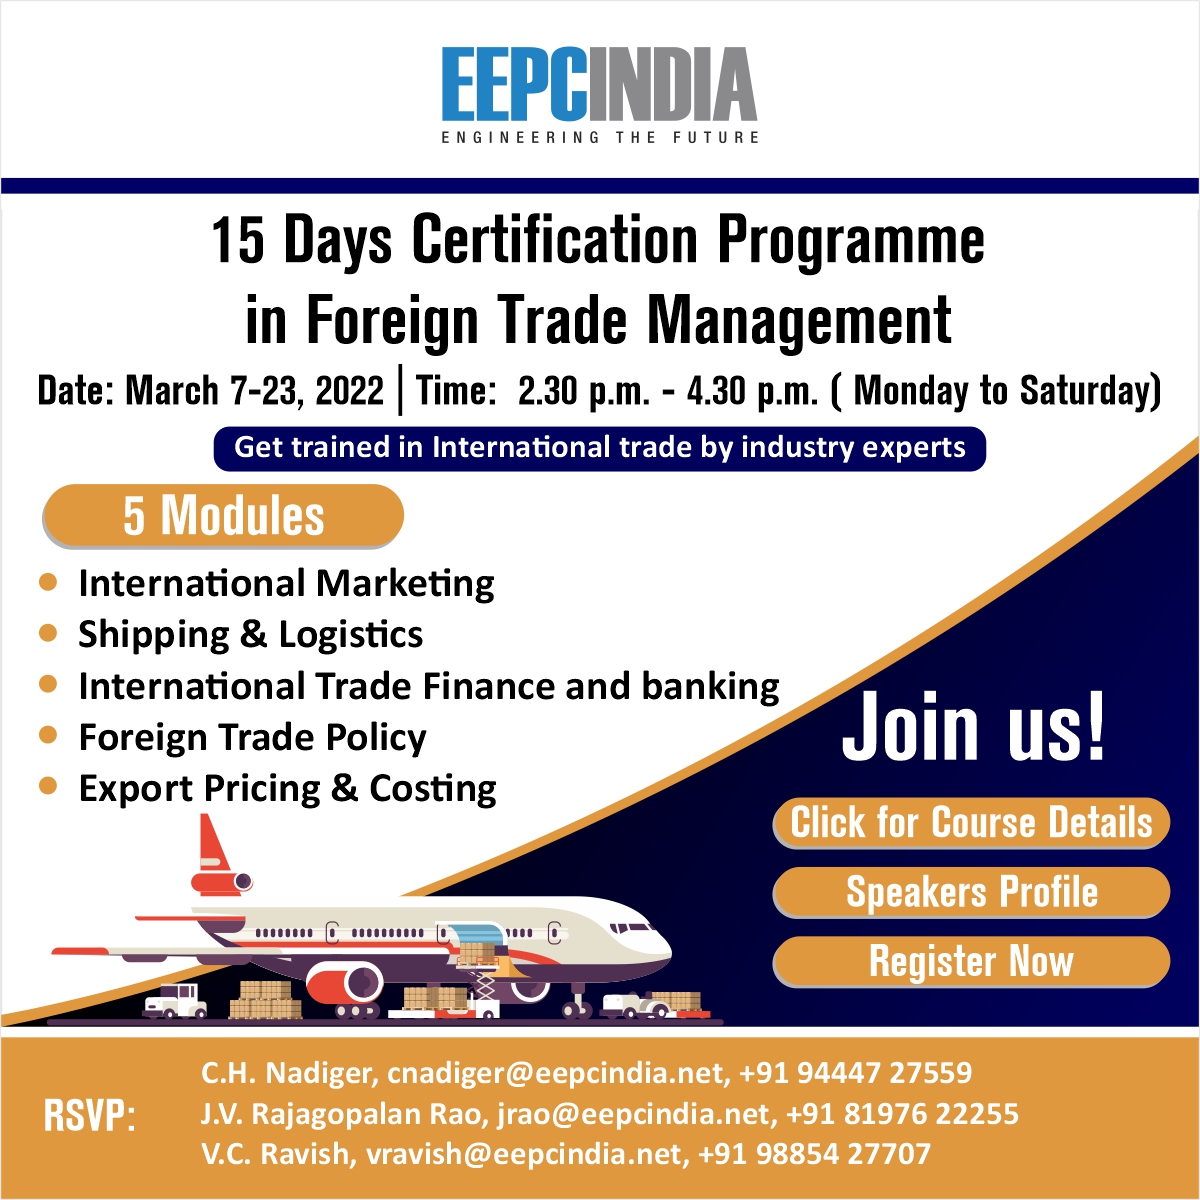 EEPCINDIA
ENGINEERING THE FUTURE
15 Days Certification Programme
in Foreign Trade Management
Date: March 7-23, 2022 | Time: 2.30 p.m. - 4.30 p.m. ( Monday to Saturday)
Get trained in International trade by industry experts
5 Modules
International Marketing
Shipping & Logistics
International Trade Finance and banking
Foreign Trade Policy
Export Pricing & Costing
Join us!
Click for Course Details
Speakers Profile
Register Now
RSVP:
C.H. Nadiger, cnadiger@eepcindia.net, +91 94447 27559
J.V. Rajagopalan Rao, jrao@eepcindia.net, +91 81976 22255
V.C. Ravish, vravish@eepcindia.net, +91 98854 27707